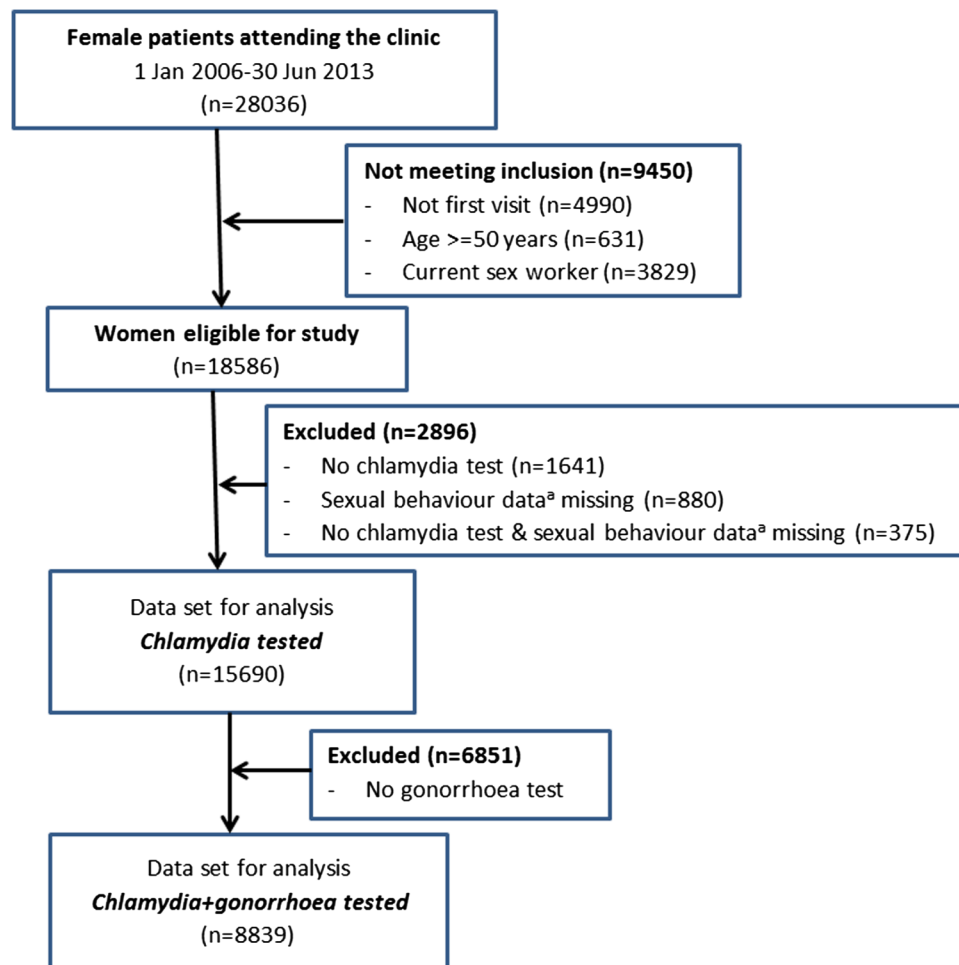 Female patients attending the clinic
1 Jan 2006-30 Jun 2013
(n=28036)
Not meeting inclusion (n=9450)
- Not first visit (n=4990)
- Age >=50 years (n=631)
- Current sex worker (n=3829)
Women eligible for study
(n=18586)
Excluded (n=2896)
- No chlamydia test (n=1641)
- Sexual behaviour dataª missing (n=880)
- No chlamydia test & sexual behaviour dataª missing (n=375)
Data set for analysis
Chlamydia tested
(n=15690)
Excluded (n=6851)
- No gonorrhoea test
Data set for analysis
Chlamydia+gonorrhoea tested
(n=8839)